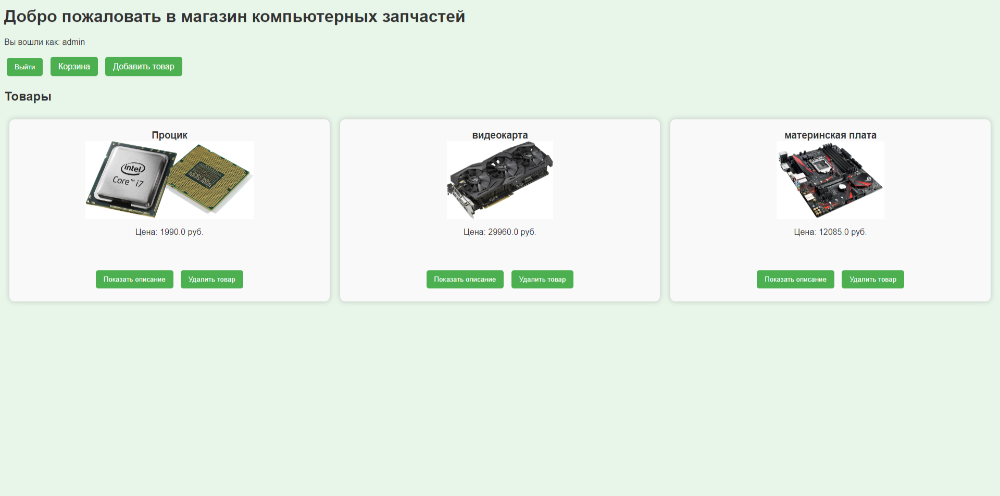 Добро пожаловать в магазин компьютерных запчастей
Вы вошли как: admin
Выйти Корзина Добавить товар
Товары
Процик
intel
Core™ i7
Цена: 1990.0 руб.
Показать описание Удалить товар
видеокарта
Цена: 29960.0 руб.
Показать описание Удалить товар
материнская плата
Цена: 12085.0 руб.
Показать описание Удалить товар